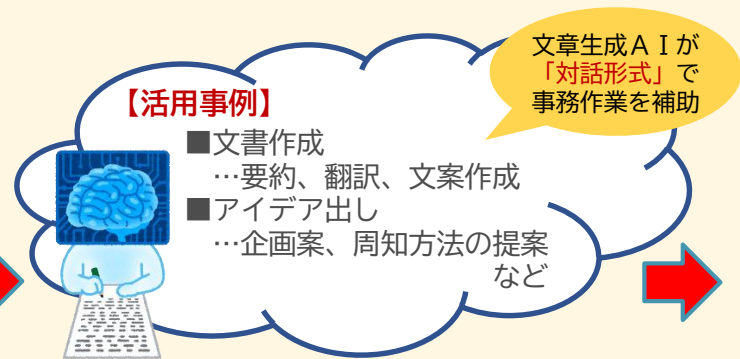 文章生成ＡＩが
「対話形式」で
事務作業を補助
【活用事例】
■文書作成
…要約、翻訳、文案作成
■アイデア出し
…企画案、周知方法の提案
など